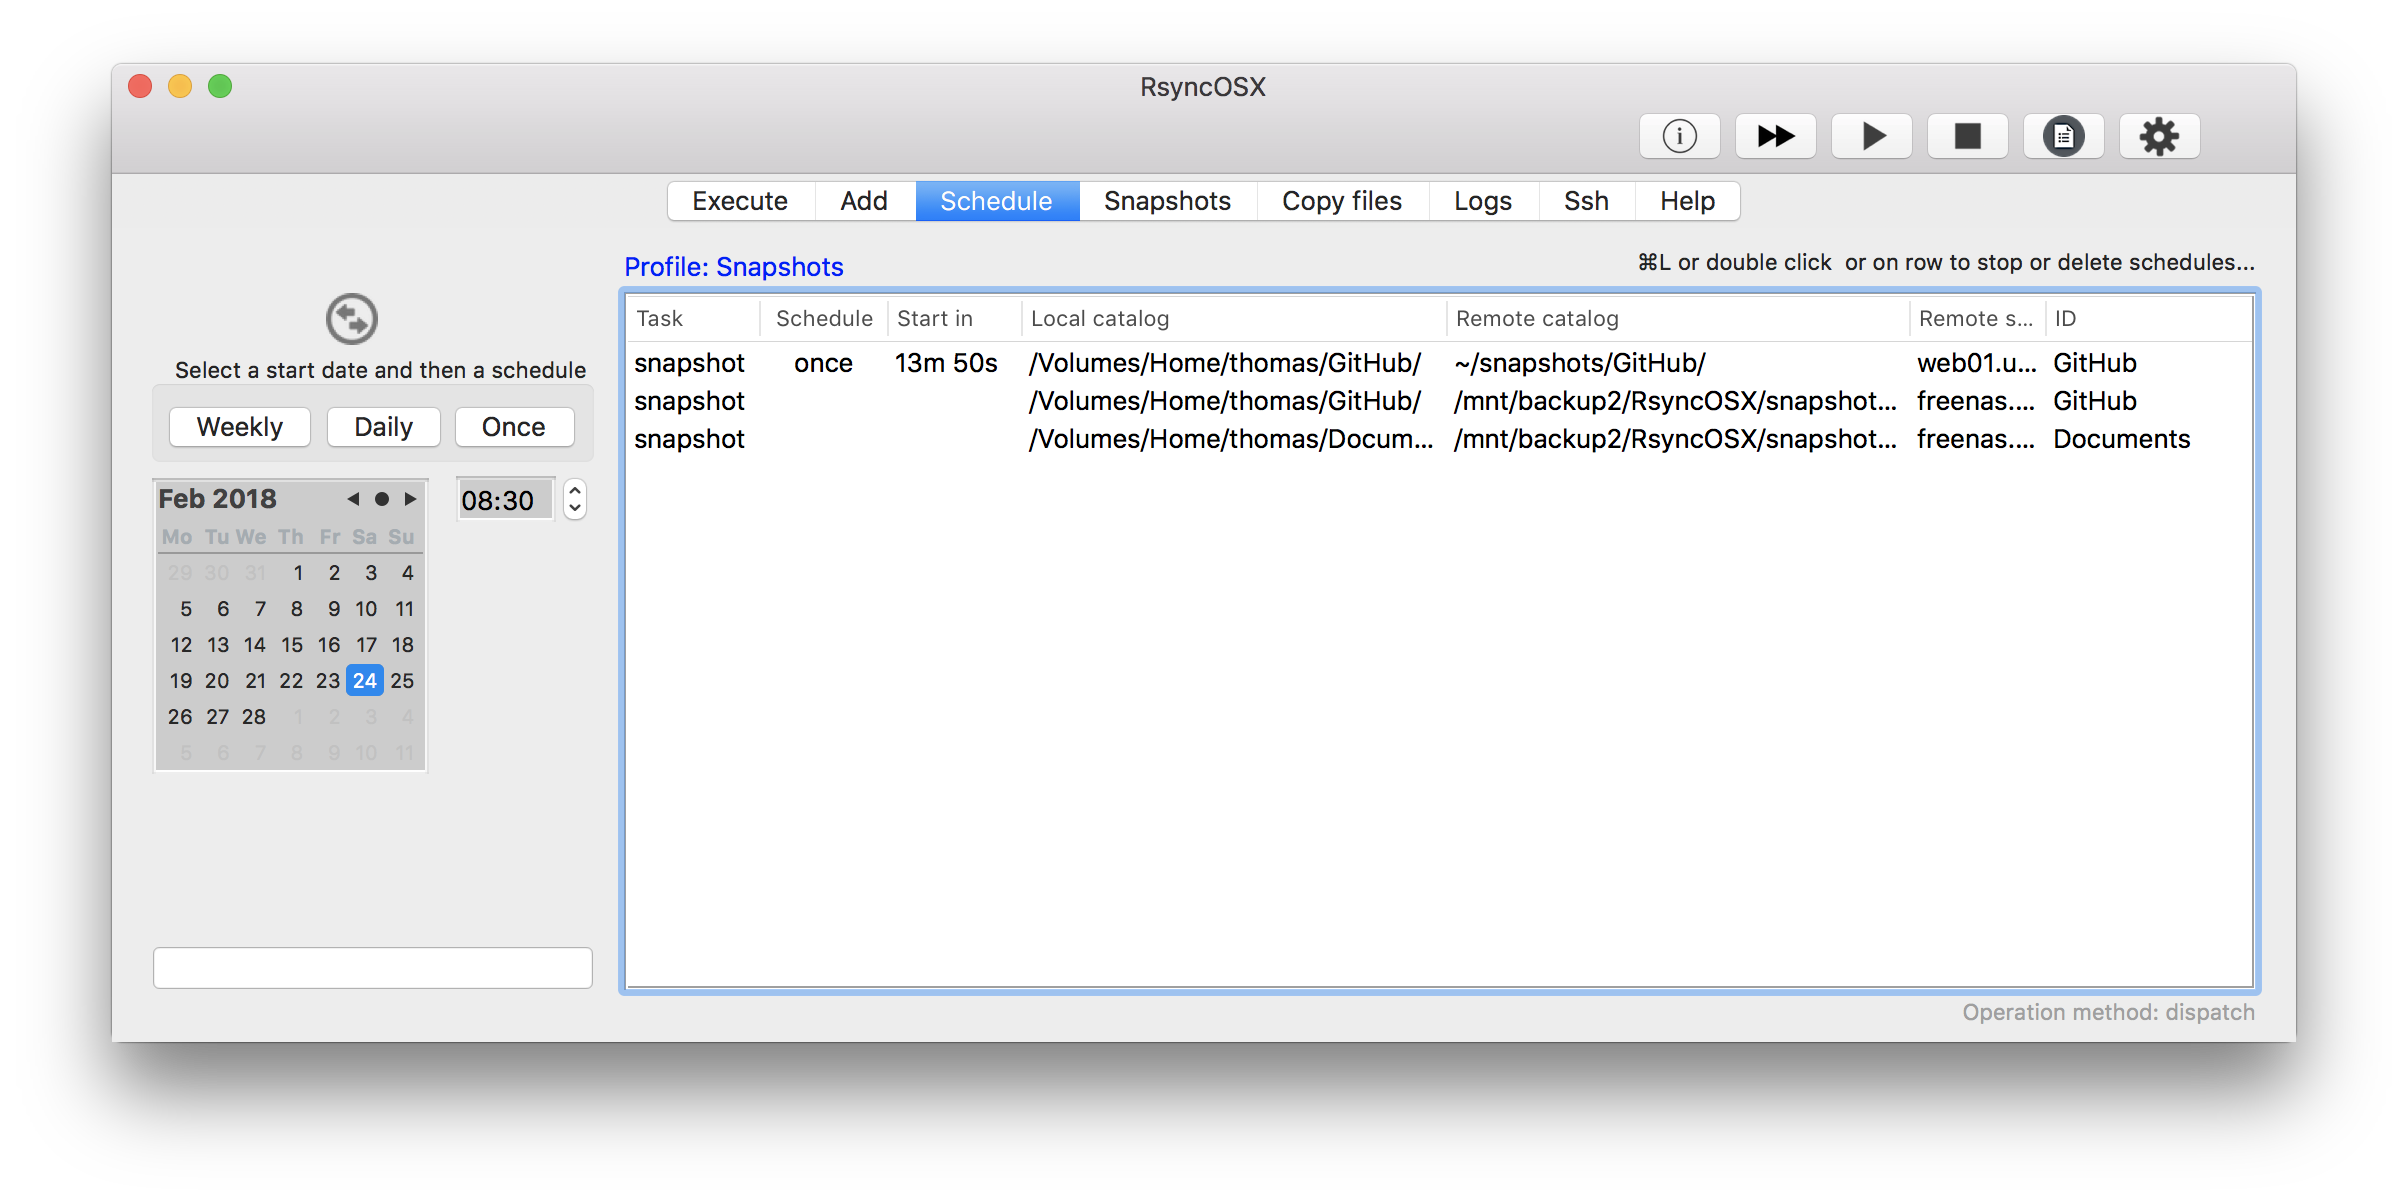 RsyncOSX
Execute Add Schedule Snapshots Copy files Logs Ssh Help
Profile: Snapshots
⌘L or double click or on row to stop or delete schedules...
Select a start date and then a schedule
Weekly Daily Once
Feb 2018
08:30
Mo Tu We Th Fr Sa Su
29 30 31 1 2 3 4
5 6 7 8 9 10 11
12 13 14 15 16 17 18
19 20 21 22 23 24 25
26 27 28 1 2 3 4
5 6 7 8 9 10 11
Task Schedule Start in Local catalog Remote catalog Remote s... ID
snapshot once 13m 50s /Volumes/Home/thomas/GitHub/ ~/snapshots/GitHub/ web01.u... GitHub
snapshot /Volumes/Home/thomas/GitHub/ /mnt/backup2/RsyncOSX/snapshot... freenas.... GitHub
snapshot /Volumes/Home/thomas/Docum... /mnt/backup2/RsyncOSX/snapshot... freenas.... Documents
Operation method: dispatch